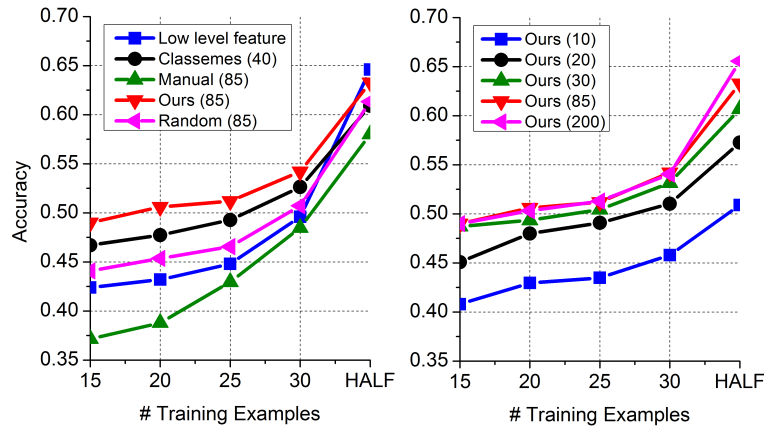 0.70
0.65
0.60
0.55
0.50
0.45
0.40
0.35
Accuracy
Low level feature
Classemes (40)
Manual (85)
Ours (85)
Random (85)
15 20 25 30 HALF
# Training Examples
0.70
0.65
0.60
0.55
0.50
0.45
0.40
0.35
Ours (10)
Ours (20)
Ours (30)
Ours (85)
Ours (200)
15 20 25 30 HALF
# Training Examples